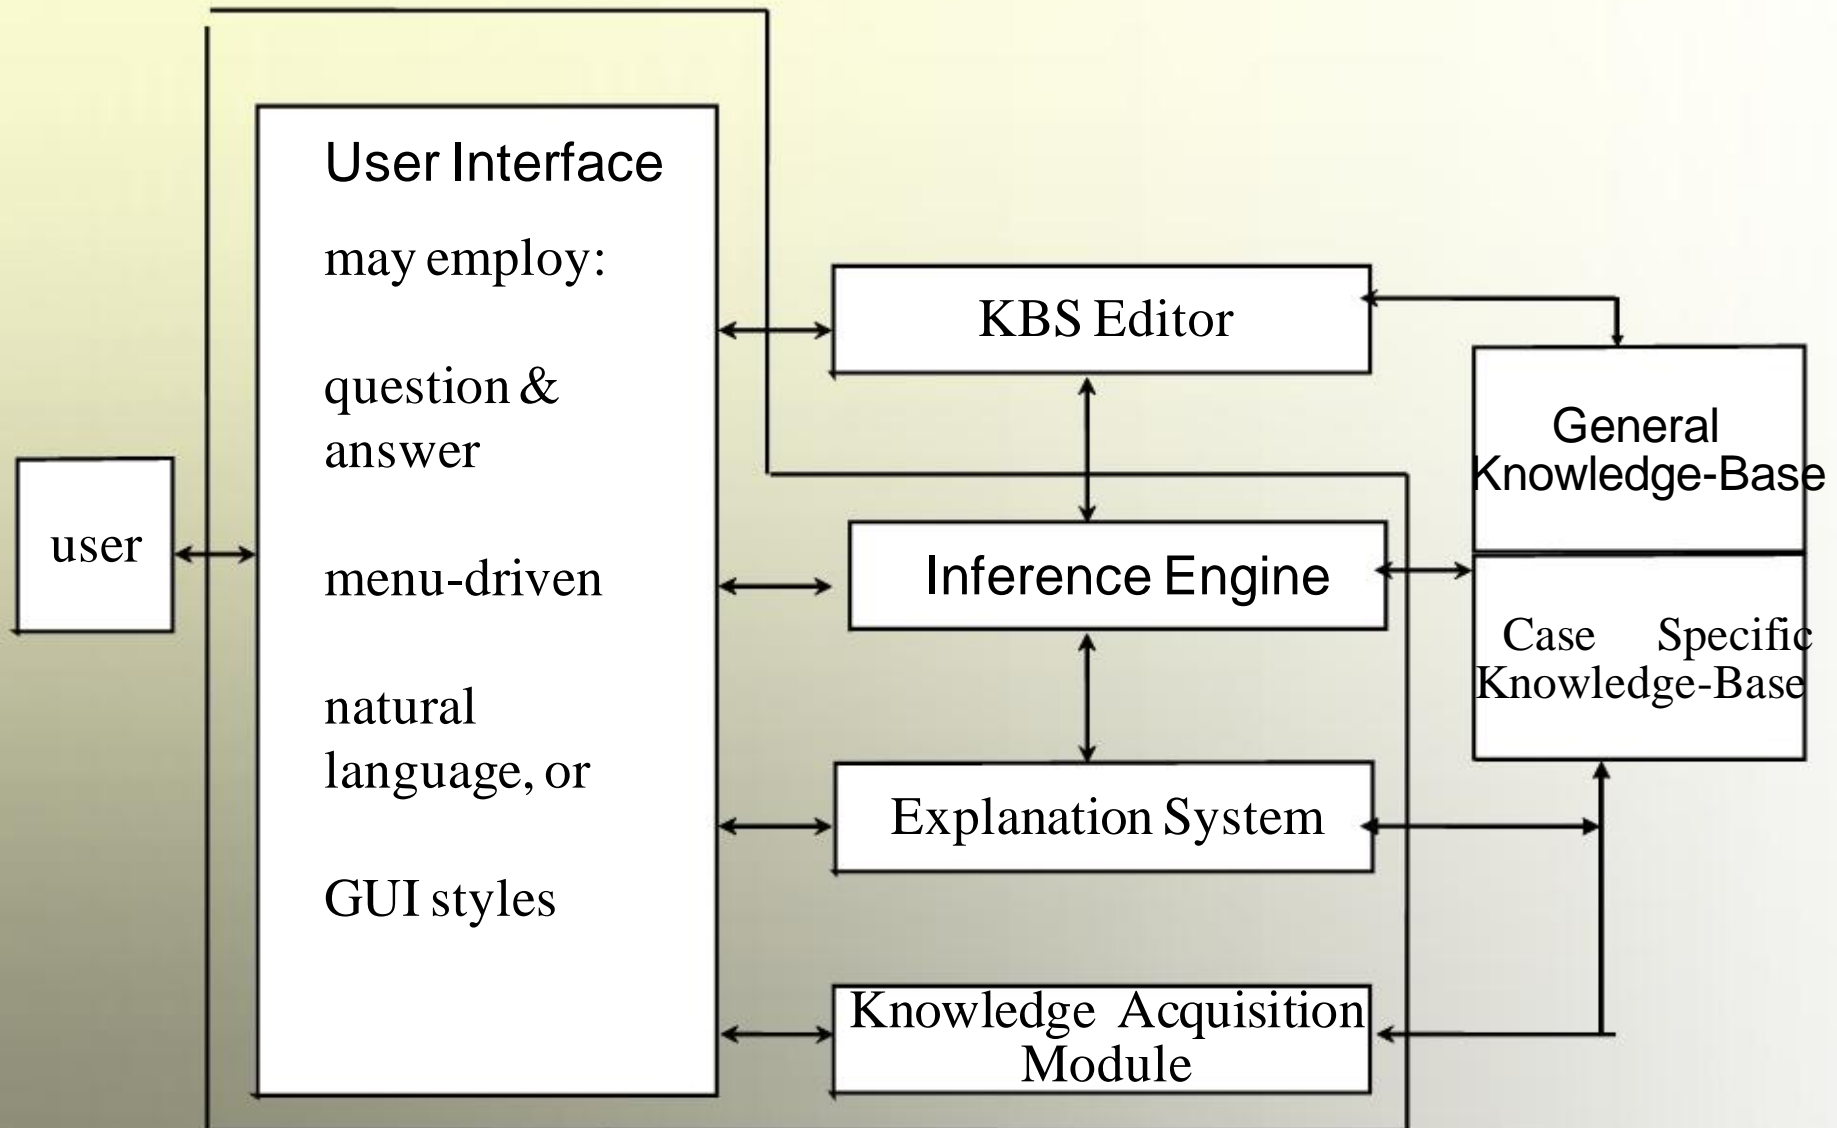 User Interface
may employ:
question &
answer
menu-driven
natural
language, or
GUI styles
user
KBS Editor
Inference Engine
Explanation System
Knowledge Acquisition
Module
General
Knowledge-Base
Case Specific
Knowledge-Base